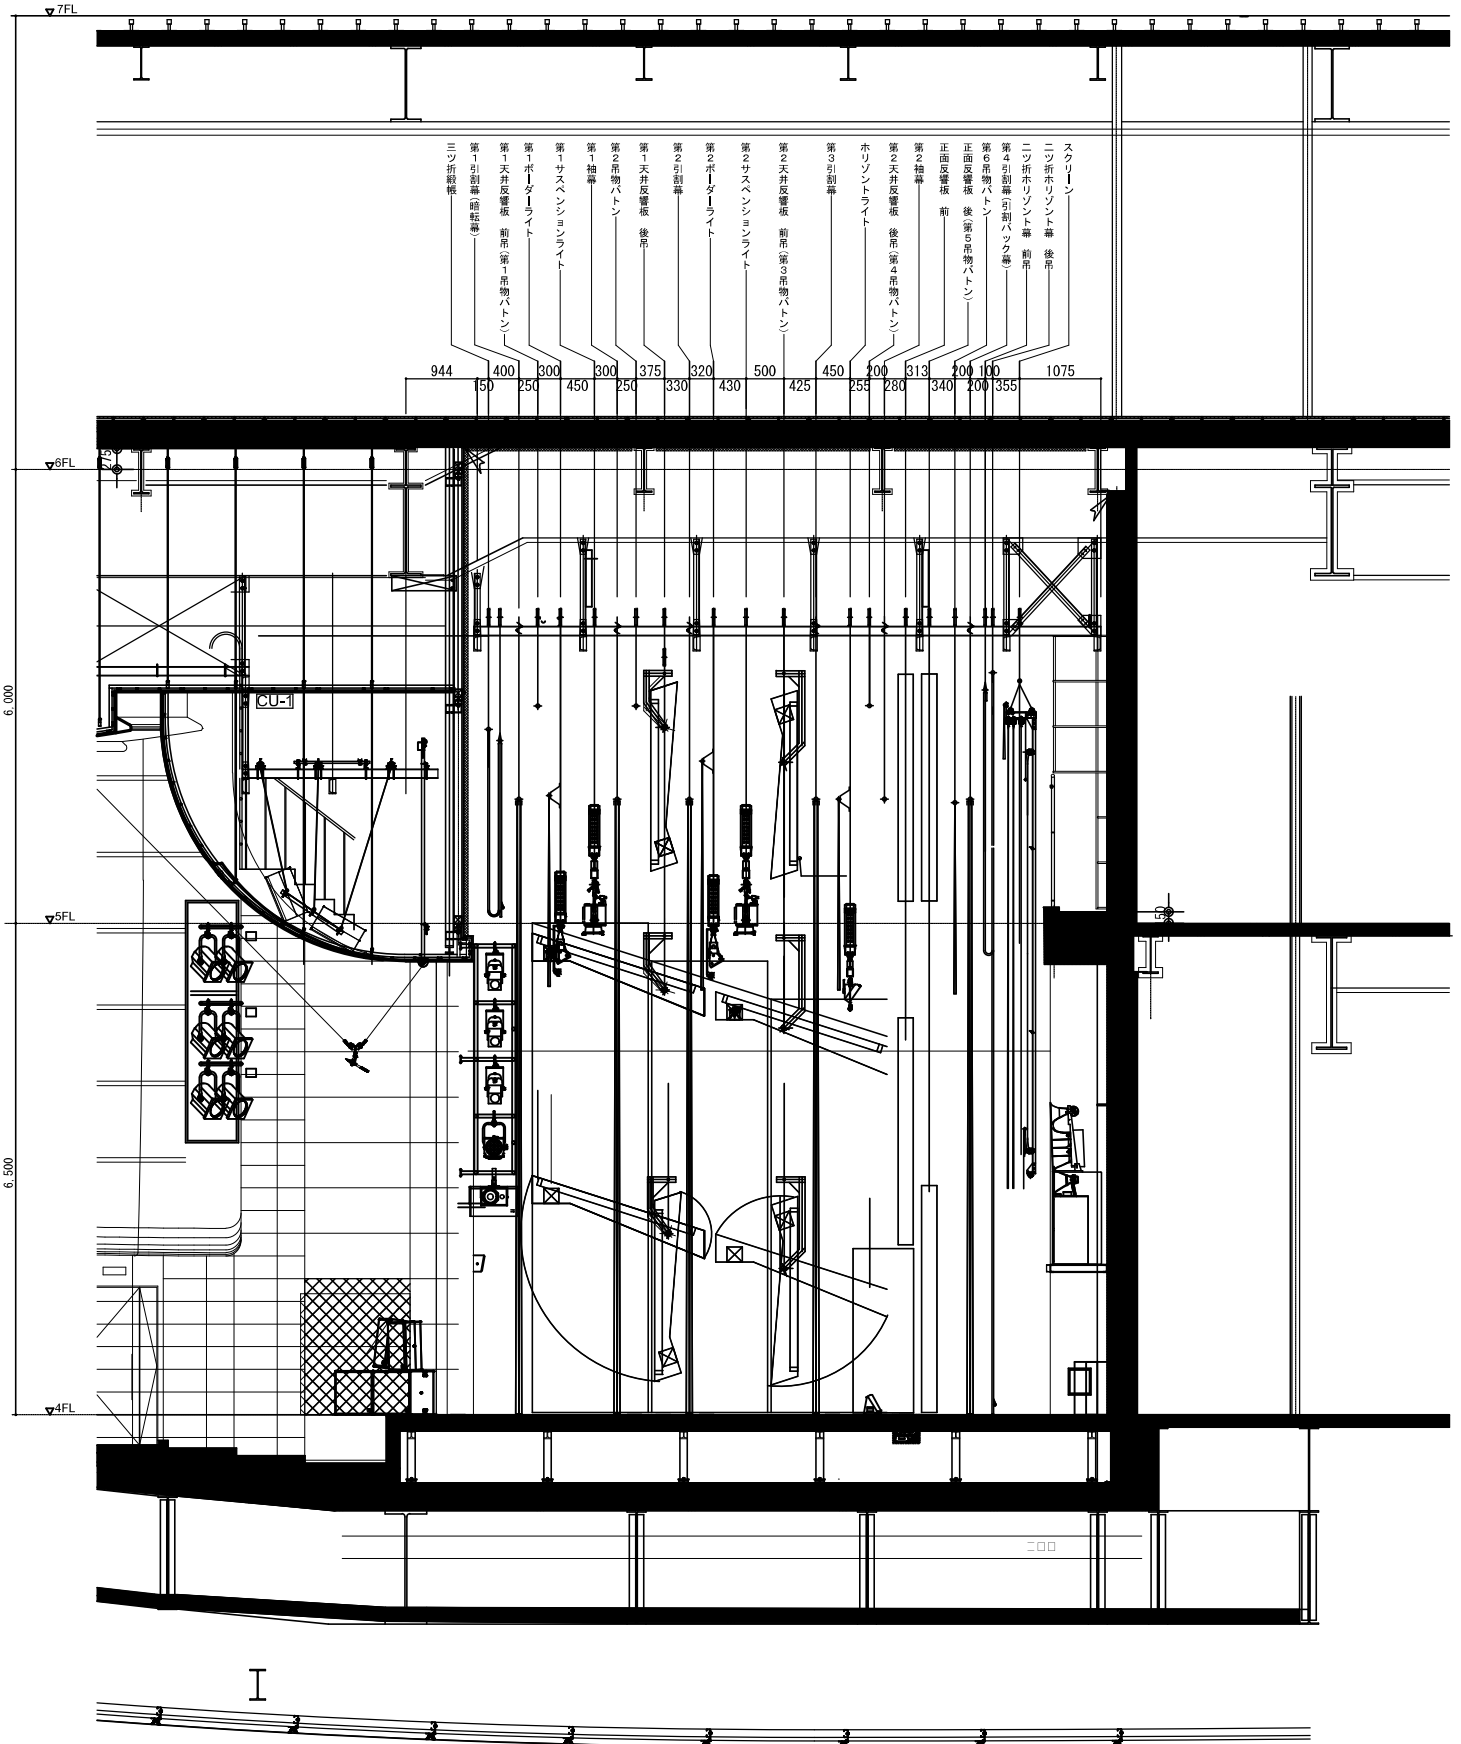 7FL
三ツ折緞帳
第1引割幕(暗転幕)
第1天井反響板 前吊(第1吊物バトン)
第1ボーダーライト
第1サスペンションライト
第1袖幕
第2吊物バトン
第1天井反響板 後吊
第2引割幕
第2ボーダーライト
第2サスペンションライト
第2天井反響板 前吊(第3吊物バトン)
第3引割幕
ホリゾントライト
第2天井反響板 後吊(第4吊物バトン)
第2袖幕
正面反響板 前
正面反響板 後(第5吊物バトン)
第6吊物バトン
第4引割幕(引割バック幕)
二ツ折ホリゾント幕 前吊
二ツ折ホリゾント幕 後吊
スクリーン
944 400 300 300 375 320 500 450 200 313 200 100 1075
150 250 450 250 330 430 425 255 280 340 200 355
6FL
275
6,000
CU-1
5FL
50
6,500
4FL